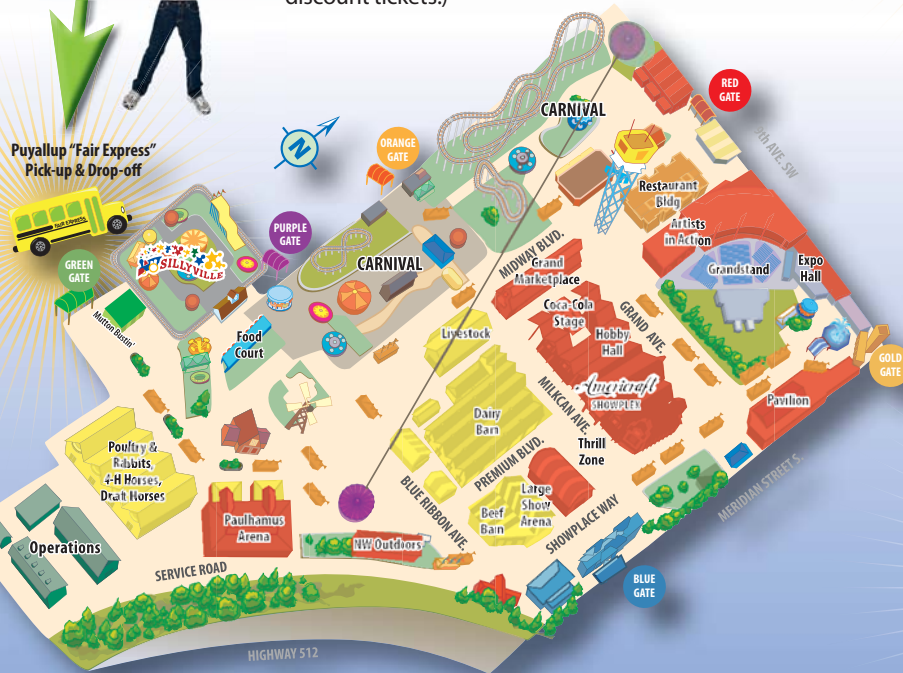 discount tickets.)
RED
GATE
CARNIVAL
9th AVE. SW
Puyallup “Fair Express”
Pick-up & Drop-off
N
ORANGE
GATE
Restaurant
Bldg
Artists
in Action
FAIR EXPRESS
SILLYVILLE
PURPLE
GATE
MIDWAY BLVD.
CARNIVAL
Grand
Marketplace
Grandstand
Expo
Hall
GREEN
GATE
Mutton Bustin’
Coca-Cola
Stage
GRAND AVE.
Food
Court
Livestock
Hobby
Hall
GOLD
GATE
Americraft
SHOWPLEX
MILKCAN AVE.
Pavilion
Dairy
Barn
Thrill
Zone
Poultry &
Rabbits,
4-H Horses,
Draft Horses
PREMIUM BLVD.
MERIDIAN STREET S.
BLUE RIBBON AVE.
Large
Show
Arena
Beef
Barn
Paulhamus
Arena
SHOWPLACE WAY
Operations
NW Outdoors
SERVICE ROAD
BLUE
GATE
HIGHWAY 512